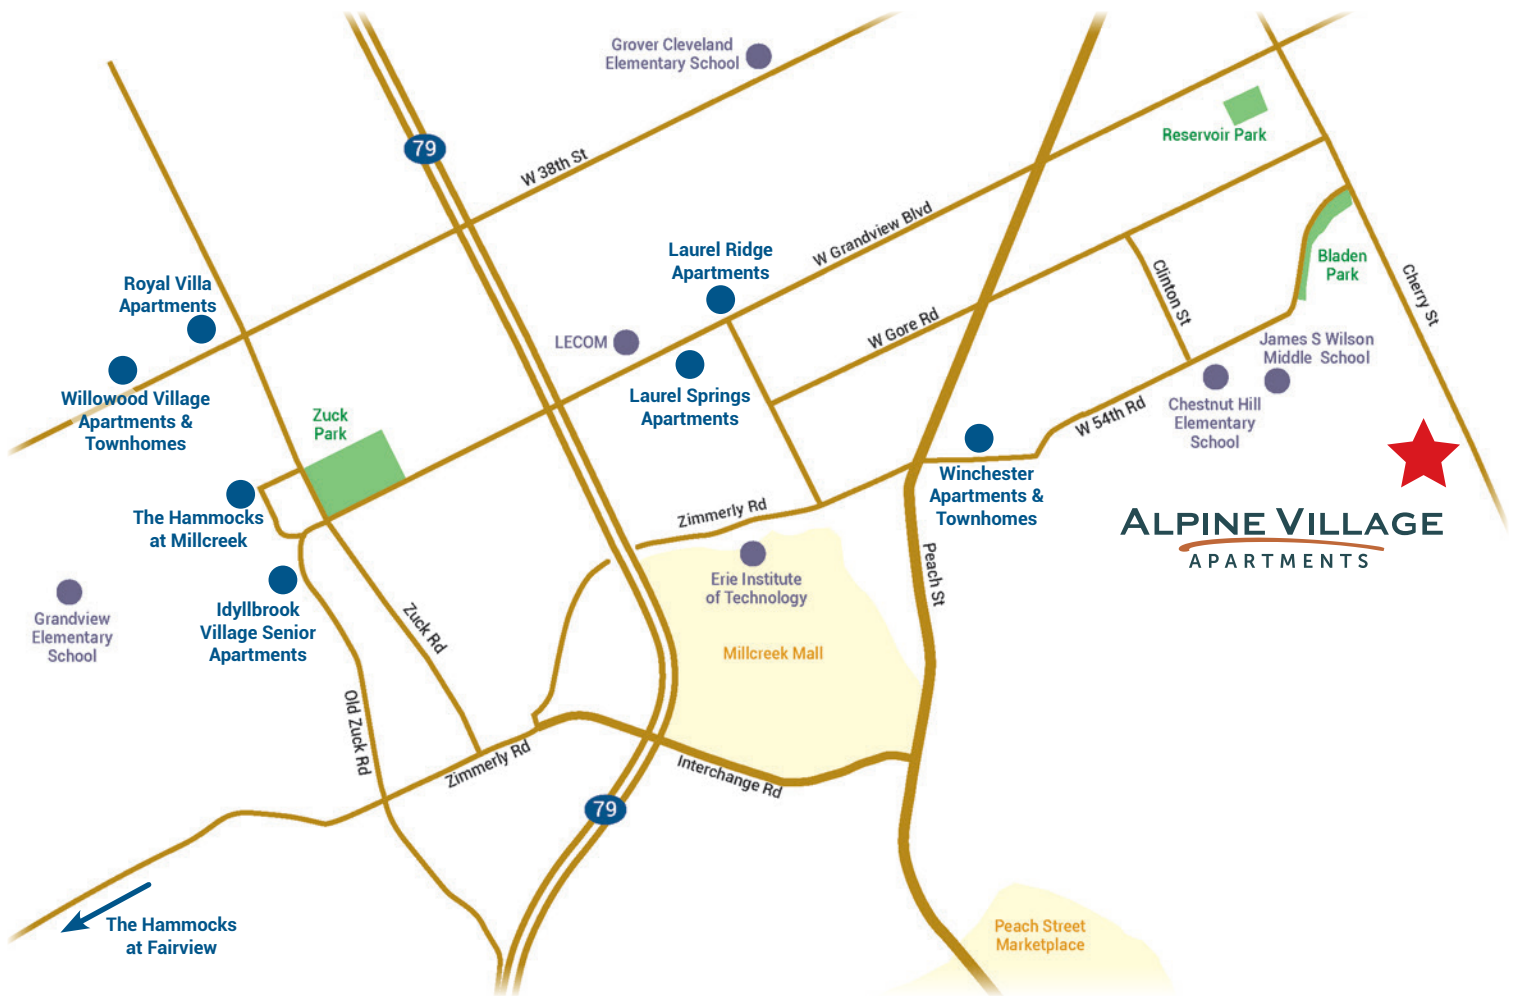 Grover Cleveland
Elementary School
79
W 38th St
Reservoir Park
W Grandview Blvd
Laurel Ridge
Apartments
Bladen
Park
Clinton St
Cherry St
Royal Villa
Apartments
LECOM
W Gore Rd
James S Wilson
Middle School
Willowood Village
Apartments &
Townhomes
Zuck
Park
Laurel Springs
Apartments
W 54th Rd
Chestnut Hill
Elementary
School
The Hammocks
at Millcreek
Zimmerly Rd
Winchester
Apartments &
Townhomes
ALPINE VILLAGE
APARTMENTS
Peach St
Erie Institute
of Technology
Grandview
Elementary
School
Idyllbrook
Village Senior
Apartments
Zuck Rd
Millcreek Mall
Old Zuck Rd
Zimmerly Rd
Interchange Rd
79
The Hammocks
at Fairview
Peach Street
Marketplace